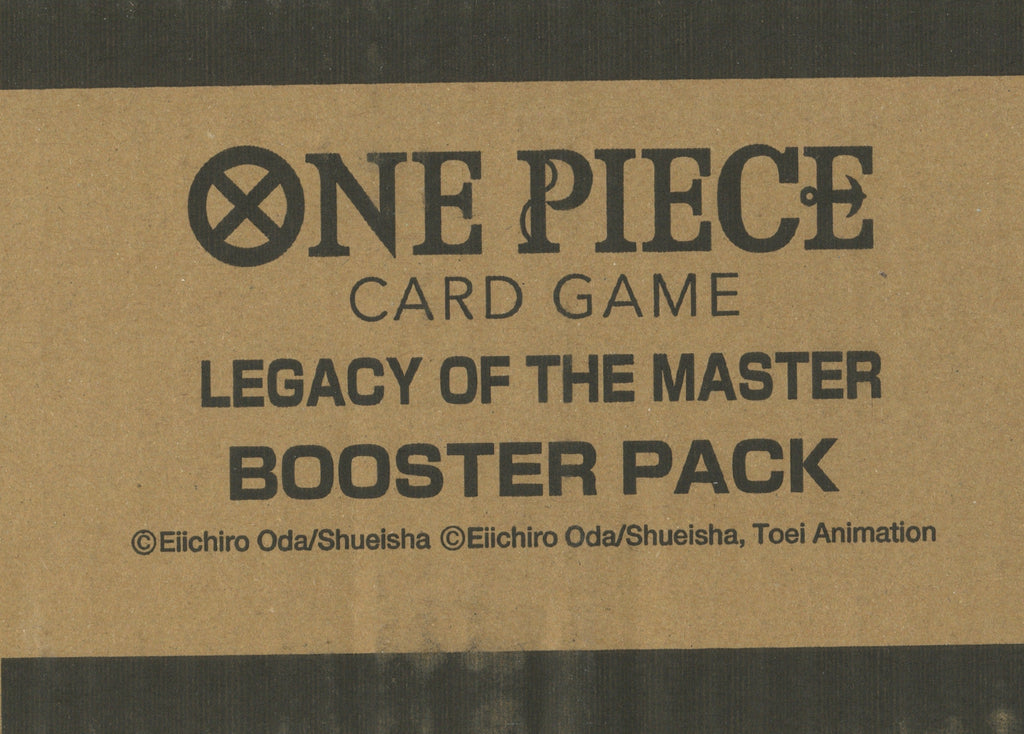 ONE PIECE
CARD GAME
LEGACY OF THE MASTER
BOOSTER PACK
©Eiichiro Oda/Shueisha ©Eiichiro Oda/Shueisha, Toei Animation